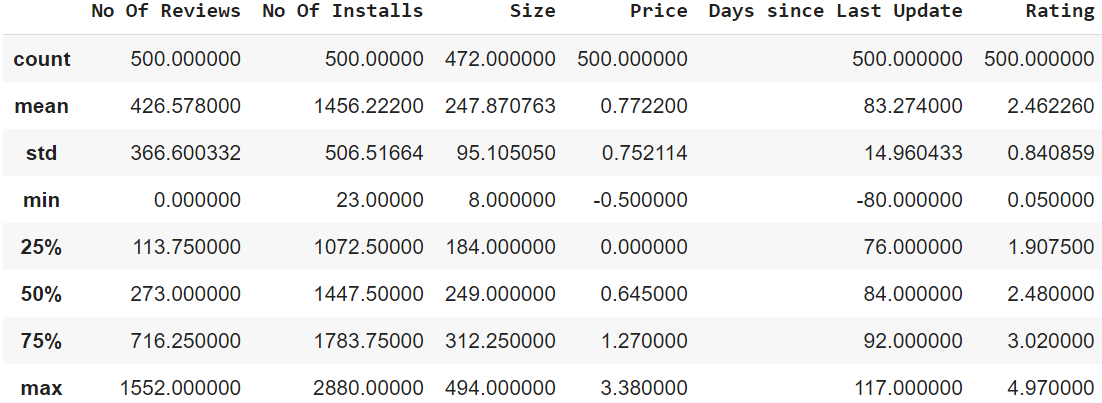 No Of Reviews No Of Installs Size Price Days since Last Update Rating
count 500.000000 500.00000 472.000000 500.000000 500.000000 500.000000
mean 426.578000 1456.22200 247.870763 0.772200 83.274000 2.462260
std 366.600332 506.51664 95.105050 0.752114 14.960433 0.840859
min 0.000000 23.00000 8.000000 -0.500000 -80.000000 0.050000
25% 113.750000 1072.50000 184.000000 0.000000 76.000000 1.907500
50% 273.000000 1447.50000 249.000000 0.645000 84.000000 2.480000
75% 716.250000 1783.75000 312.250000 1.270000 92.000000 3.020000
max 1552.000000 2880.00000 494.000000 3.380000 117.000000 4.970000